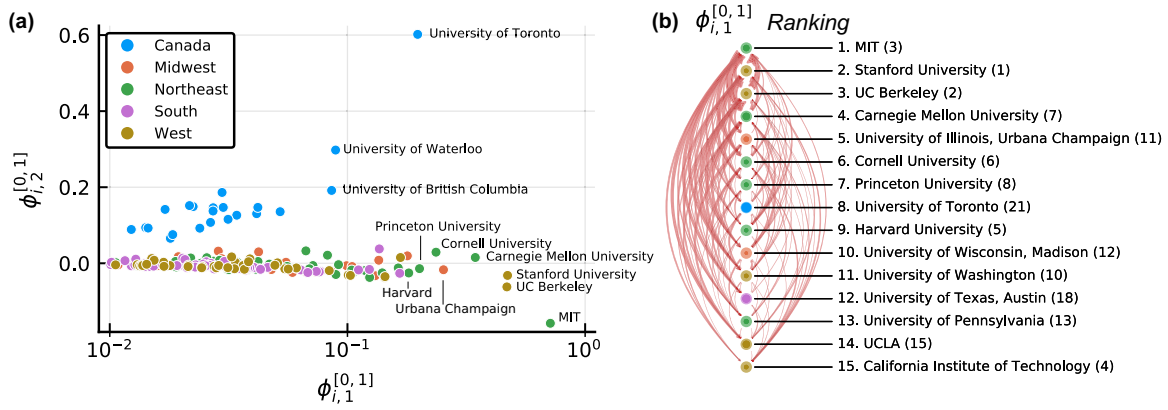 (a)
0.6
0.4
0.2
0.0
10⁻²
10⁻¹
10⁰
ϕ_{i,2}^{[0,1]}
ϕ_{i,1}^{[0,1]}
Canada
Midwest
Northeast
South
West
University of Toronto
University of Waterloo
University of British Columbia
Princeton University
Cornell University
Carnegie Mellon University
Stanford University
UC Berkeley
Harvard
Urbana Champaign
MIT
(b)
ϕ_{i,1}^{[0,1]} Ranking
1. MIT (3)
2. Stanford University (1)
3. UC Berkeley (2)
4. Carnegie Mellon University (7)
5. University of Illinois, Urbana Champaign (11)
6. Cornell University (6)
7. Princeton University (8)
8. University of Toronto (21)
9. Harvard University (5)
10. University of Wisconsin, Madison (12)
11. University of Washington (10)
12. University of Texas, Austin (18)
13. University of Pennsylvania (13)
14. UCLA (15)
15. California Institute of Technology (4)